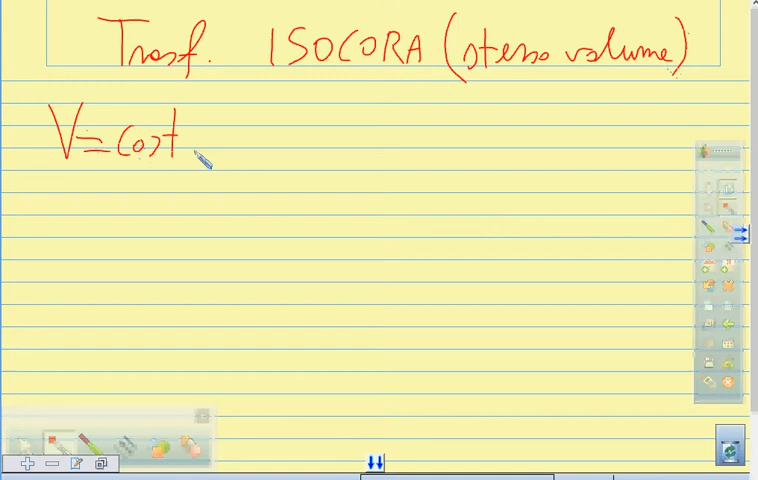 Trasf. ISOCORA (stesso volume)
V = cost